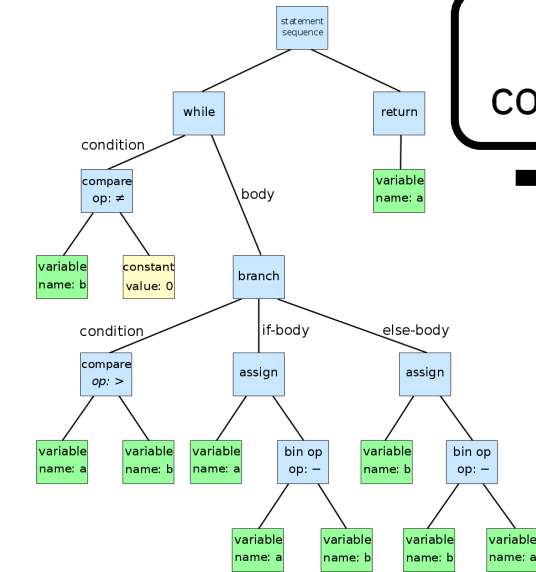 statement
sequence
while
return
condition
compare
op: ≠
variable
name: a
body
variable
name: b
constant
value: 0
branch
condition
if-body
else-body
compare
op: >
assign
assign
variable
name: a
variable
name: b
variable
name: a
bin op
op: −
variable
name: b
bin op
op: −
variable
name: a
variable
name: b
variable
name: b
variable
name: a
co